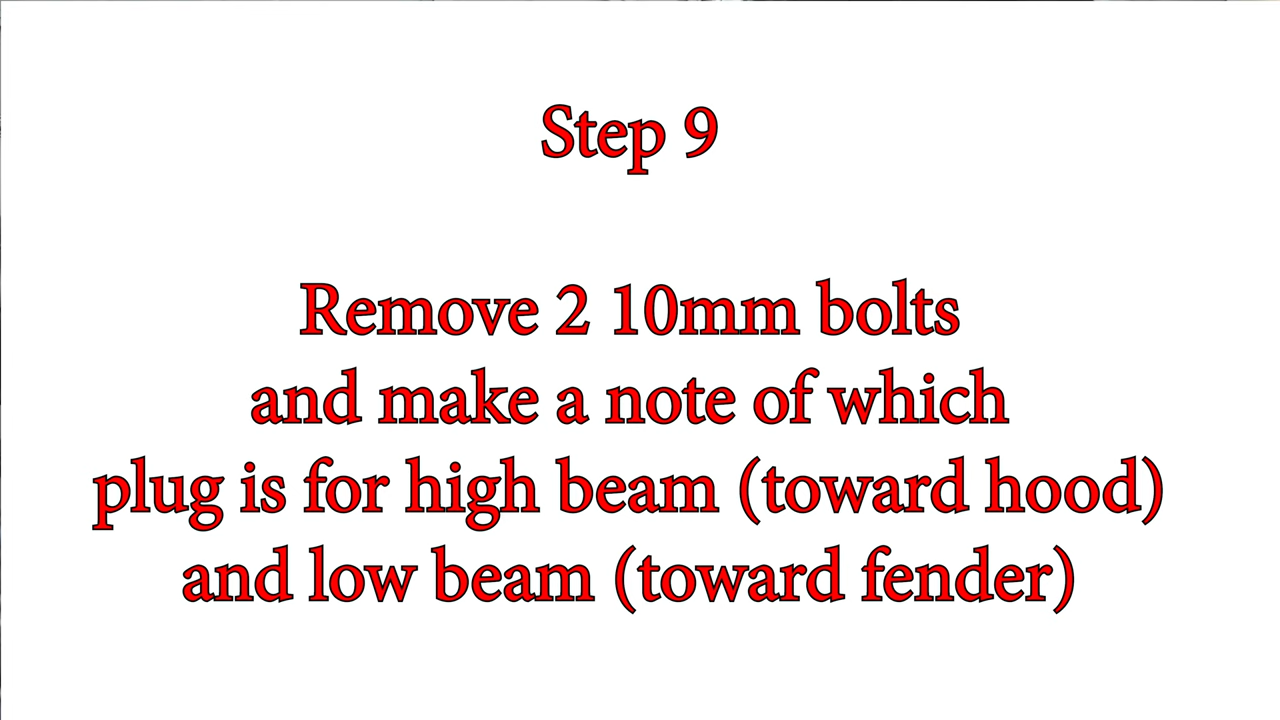 Step 9
Remove 2 10mm bolts
and make a note of which
plug is for high beam (toward hood)
and low beam (toward fender)